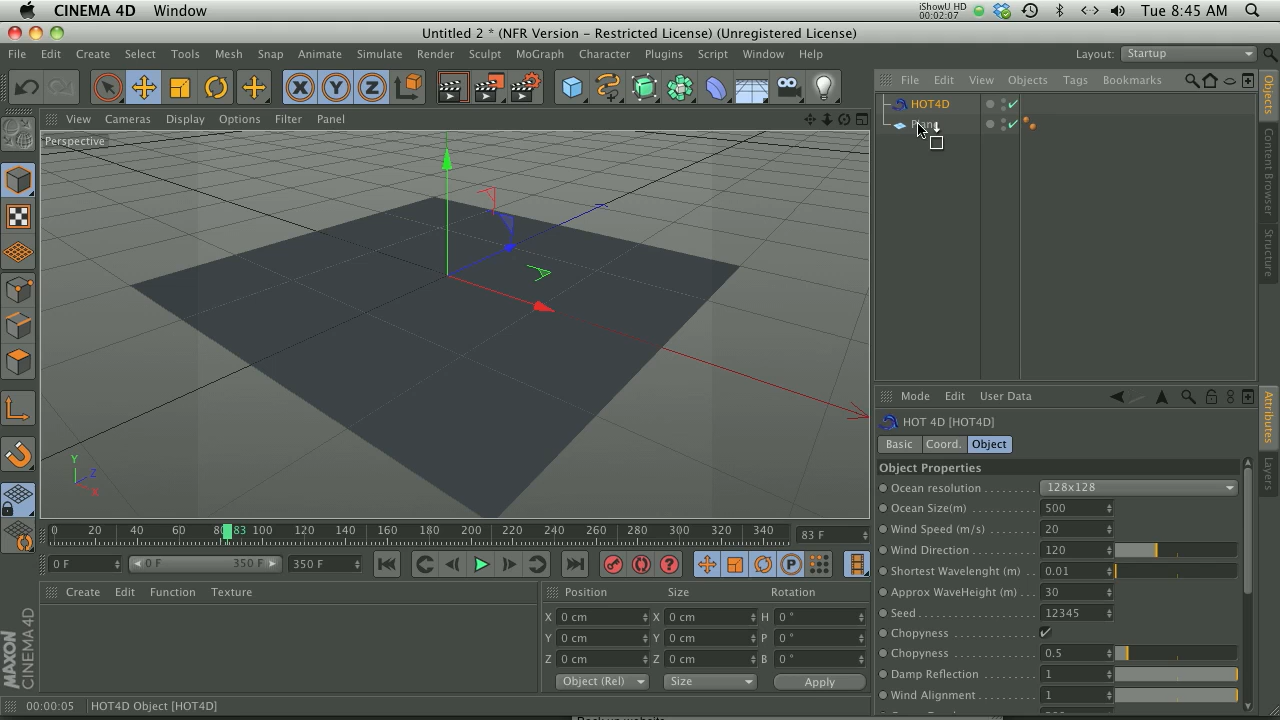 CINEMA 4D Window iShowU HD 00:02:07 Tue 8:45 AM
Untitled 2 * (NFR Version - Restricted License) (Unregistered License)
File Edit Create Select Tools Mesh Snap Animate Simulate Render Sculpt MoGraph Character Plugins Script Window Help Layout: Startup
X Y Z
File Edit View Objects Tags Bookmarks
HOT4D
View Cameras Display Options Filter Panel
Perspective
Y
Z
X
Objects
Content Browser
Structure
Mode Edit User Data
HOT 4D [HOT4D]
Basic Coord. Object
Object Properties
Ocean resolution 128x128
Ocean Size(m) 500
Wind Speed (m/s) 20
Wind Direction 120
Shortest Wavelenght (m) 0.01
Approx WaveHeight (m) 30
Seed 12345
Chopyness
Chopyness 0.5
Damp Reflection 1
Wind Alignment 1
Attributes
Layers
0 20 40 60 80 83 100 120 140 160 180 200 220 240 260 280 300 320 340 83 F
0 F 0 F 350 F 350 F
P
Create Edit Function Texture
Position Size Rotation
X 0 cm X 0 cm H 0 °
Y 0 cm Y 0 cm P 0 °
Z 0 cm Z 0 cm B 0 °
Object (Rel) Size Apply
MAXON
CINEMA 4D
00:00:05 HOT4D Object [HOT4D]